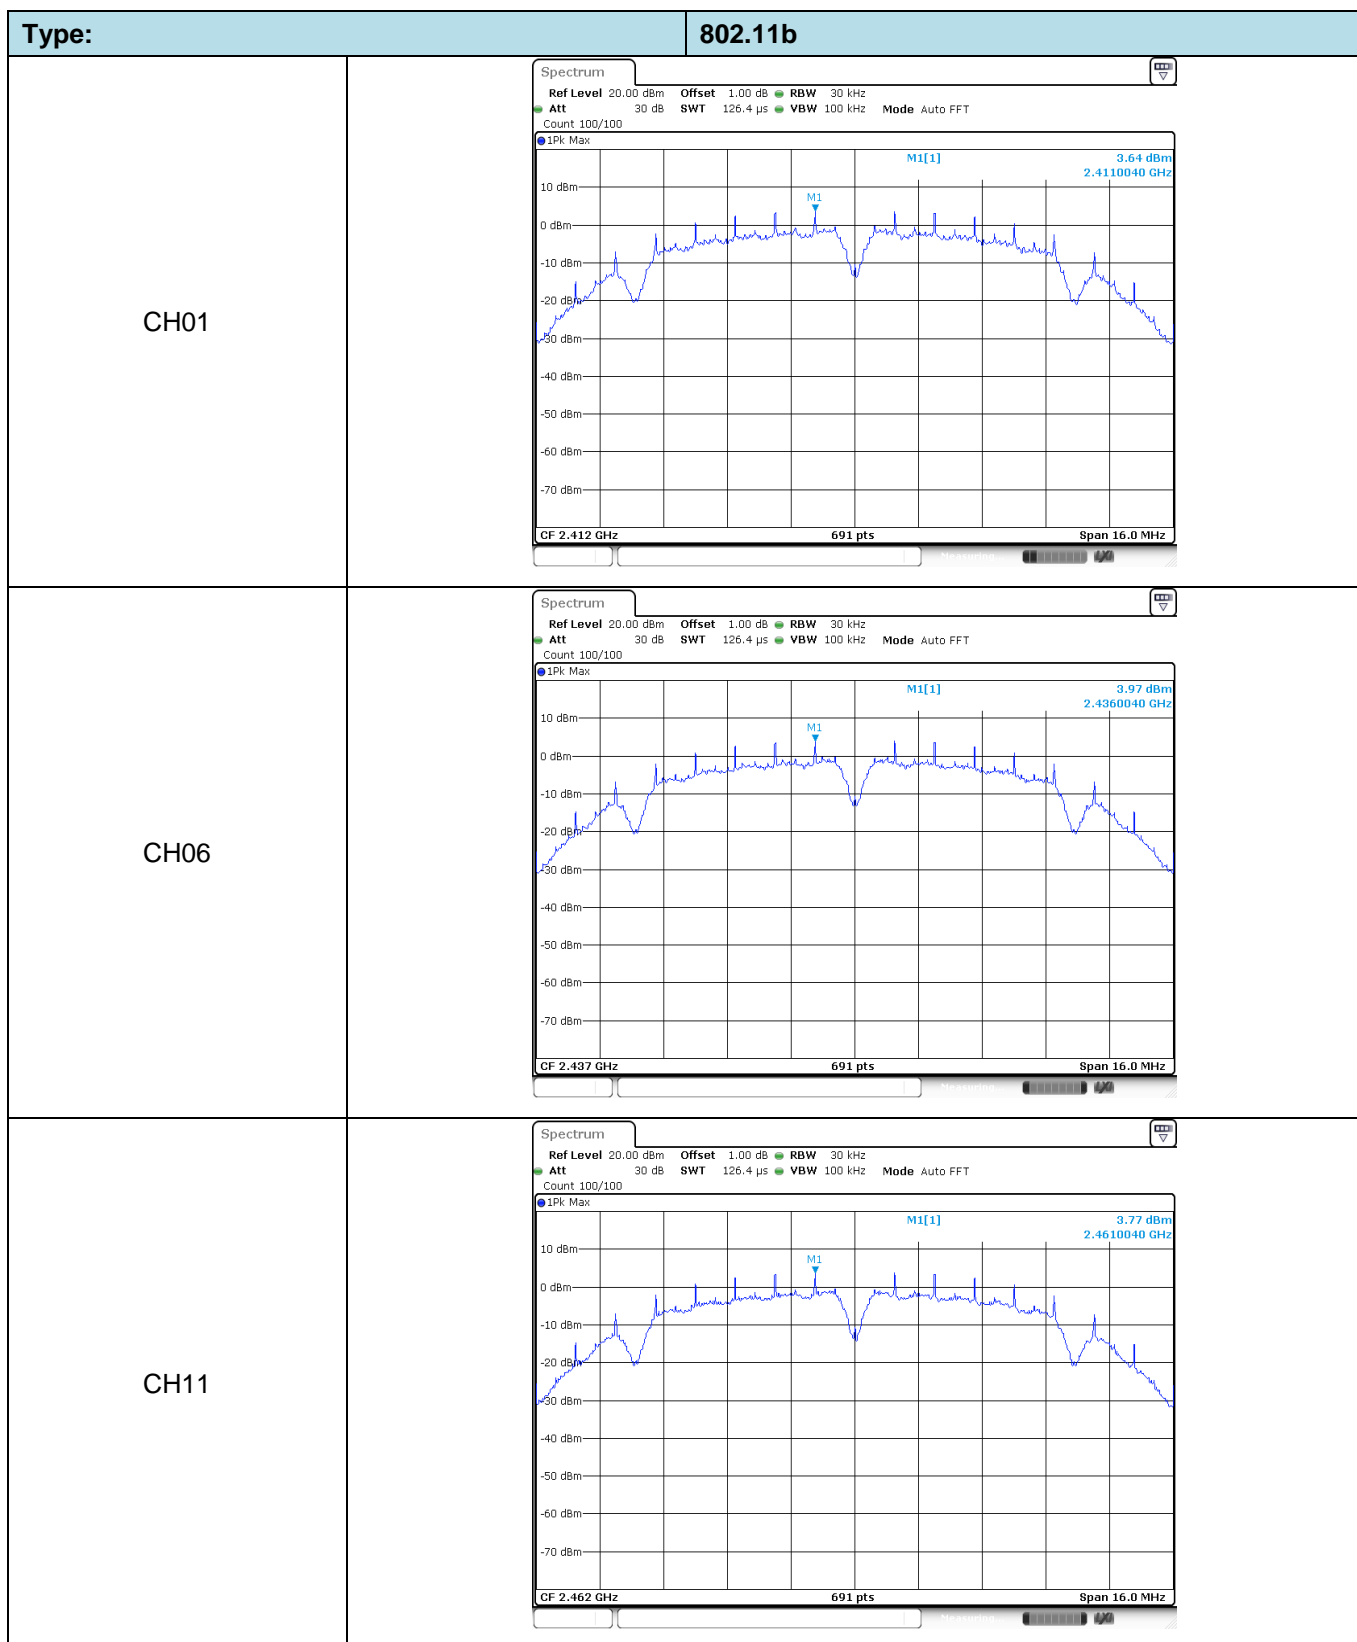 Type: 802.11b
CH01
Spectrum
Ref Level 20.00 dBm Offset 1.00 dB RBW 30 kHz
Att 30 dB SWT 126.4 µs VBW 100 kHz Mode Auto FFT
Count 100/100
1Pk Max
M1[1] 3.64 dBm
2.4110040 GHz
10 dBm
M1
0 dBm
-10 dBm
-20 dBm
-30 dBm
-40 dBm
-50 dBm
-60 dBm
-70 dBm
CF 2.412 GHz 691 pts Span 16.0 MHz
Measuring...
CH06
Spectrum
Ref Level 20.00 dBm Offset 1.00 dB RBW 30 kHz
Att 30 dB SWT 126.4 µs VBW 100 kHz Mode Auto FFT
Count 100/100
1Pk Max
M1[1] 3.97 dBm
2.4360040 GHz
10 dBm
M1
0 dBm
-10 dBm
-20 dBm
-30 dBm
-40 dBm
-50 dBm
-60 dBm
-70 dBm
CF 2.437 GHz 691 pts Span 16.0 MHz
Measuring...
CH11
Spectrum
Ref Level 20.00 dBm Offset 1.00 dB RBW 30 kHz
Att 30 dB SWT 126.4 µs VBW 100 kHz Mode Auto FFT
Count 100/100
1Pk Max
M1[1] 3.77 dBm
2.4610040 GHz
10 dBm
M1
0 dBm
-10 dBm
-20 dBm
-30 dBm
-40 dBm
-50 dBm
-60 dBm
-70 dBm
CF 2.462 GHz 691 pts Span 16.0 MHz
Measuring...